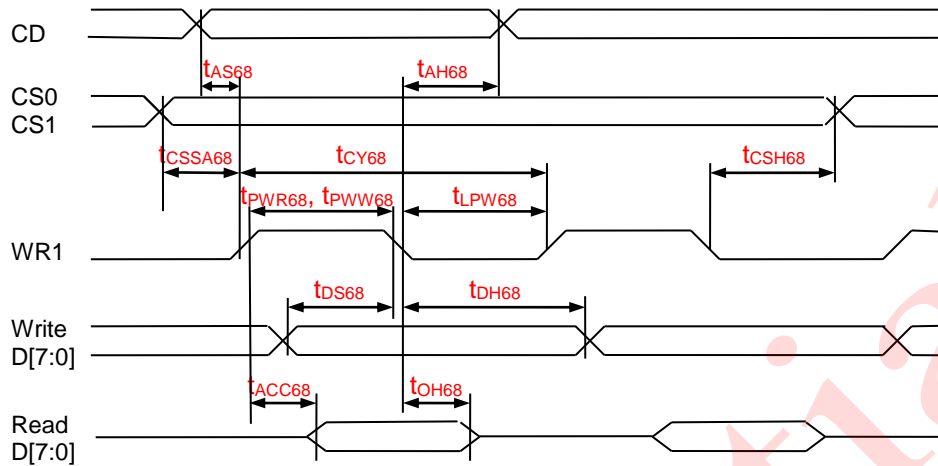 CD
tAS68
tAH68
CS0
CS1
tCSSA68
tCY68
tCSH68
tPWR68, tPWW68
tLPW68
WR1
tDS68
tDH68
Write
D[7:0]
tACC68
tOH68
Read
D[7:0]